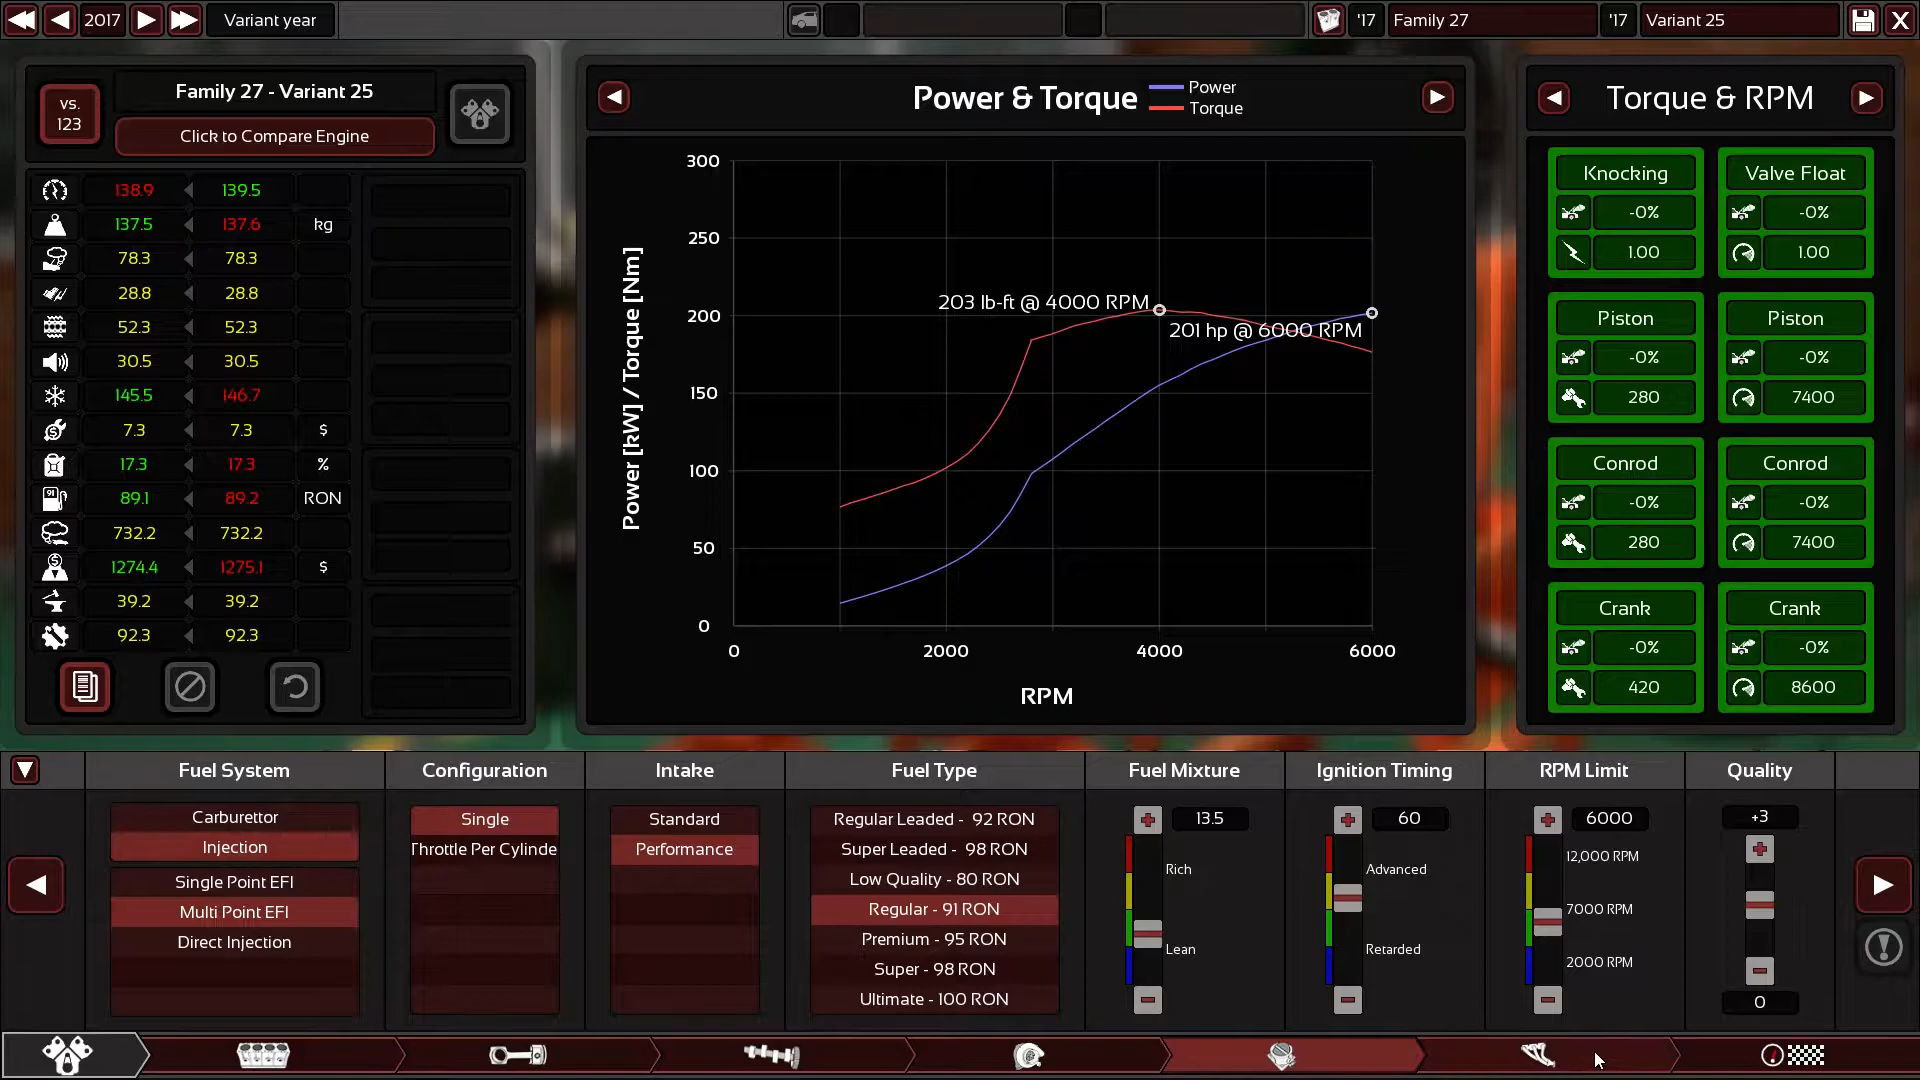 2017
Variant year
'17
Family 27
'17
Variant 25
X
vs.
123
Family 27 - Variant 25
Click to Compare Engine
138.9 139.5
137.5 137.6 kg
78.3 78.3
28.8 28.8
52.3 52.3
30.5 30.5
145.5 146.7
7.3 7.3 $
17.3 17.3 %
89.1 89.2 RON
732.2 732.2
1274.4 1275.1 $
39.2 39.2
92.3 92.3
Power & Torque
Power
Torque
Power [kW] / Torque [Nm]
300
250
200
150
100
50
0
203 lb-ft @ 4000 RPM
201 hp @ 6000 RPM
0 2000 4000 6000
RPM
Torque & RPM
Knocking Valve Float
-0% -0%
1.00 1.00
Piston Piston
-0% -0%
280 7400
Conrod Conrod
-0% -0%
280 7400
Crank Crank
-0% -0%
420 8600
Fuel System
Carburettor
Injection
Single Point EFI
Multi Point EFI
Direct Injection
Configuration
Single
Throttle Per Cylinde
Intake
Standard
Performance
Fuel Type
Regular Leaded - 92 RON
Super Leaded - 98 RON
Low Quality - 80 RON
Regular - 91 RON
Premium - 95 RON
Super - 98 RON
Ultimate - 100 RON
Fuel Mixture
13.5
Rich
Lean
Ignition Timing
60
Advanced
Retarded
RPM Limit
6000
12,000 RPM
7000 RPM
2000 RPM
Quality
+3
0